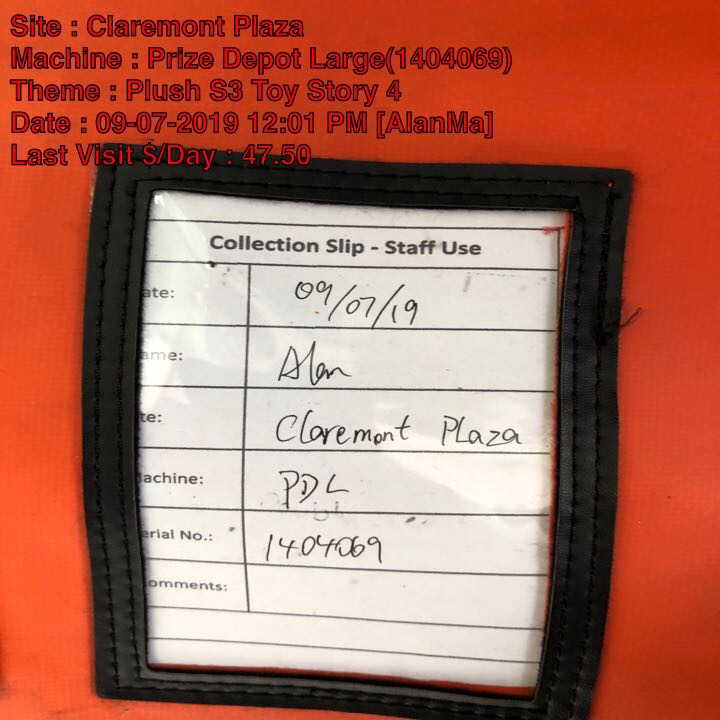 Site : Claremont Plaza
Machine : Prize Depot Large(1404069)
Theme : Plush S3 Toy Story 4
Date : 09-07-2019 12:01 PM [AlanMa]
Last Visit $/Day : 47.50
Collection Slip - Staff Use
ate: 09/07/19
ame: Alan
te: Claremont Plaza
achine: PDL
erial No.: 1404069
omments: